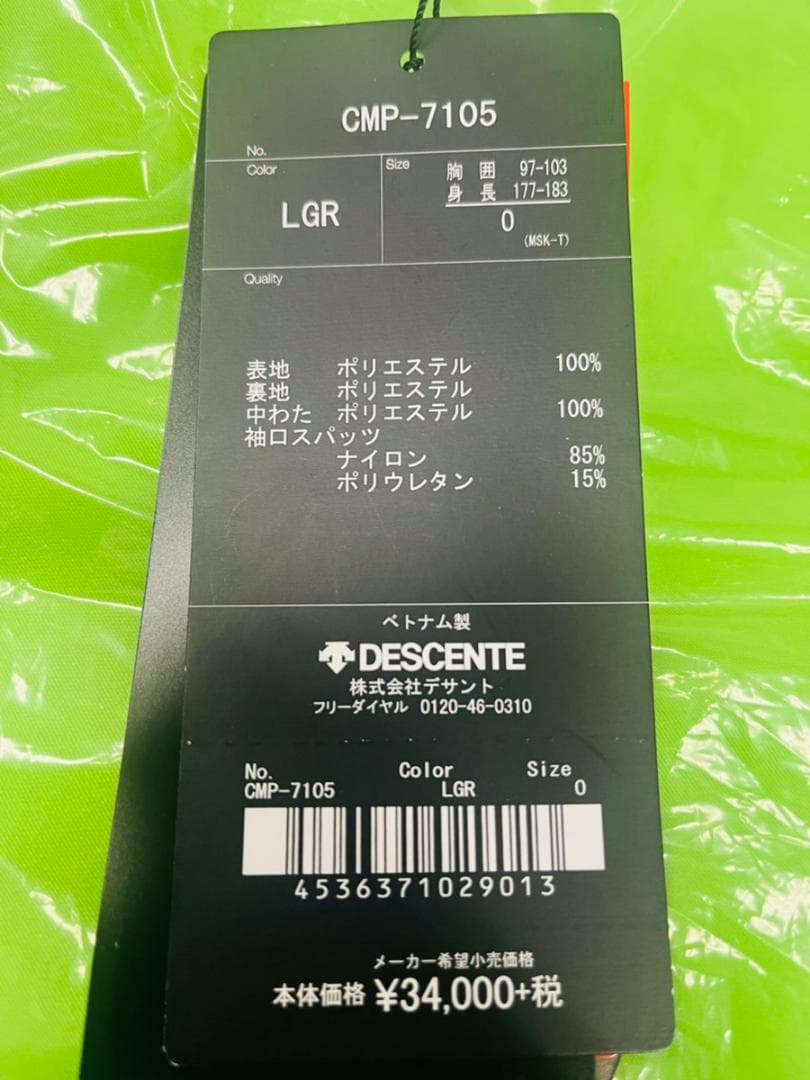 CMP-7105
No.
Color
LGR
Size
胸 囲 97-103
身 長 177-183
0
(MSK-T)
Quality
表地 ポリエステル 100%
裏地 ポリエステル
中わた ポリエステル 100%
袖口スパッツ
ナイロン 85%
ポリウレタン 15%
ベトナム製
DESCENTE
株式会社デサント
フリーダイヤル 0120-46-0310
No. Color Size
CMP-7105 LGR 0
4536371029013
メーカー希望小売価格
本体価格 ¥34,000+税